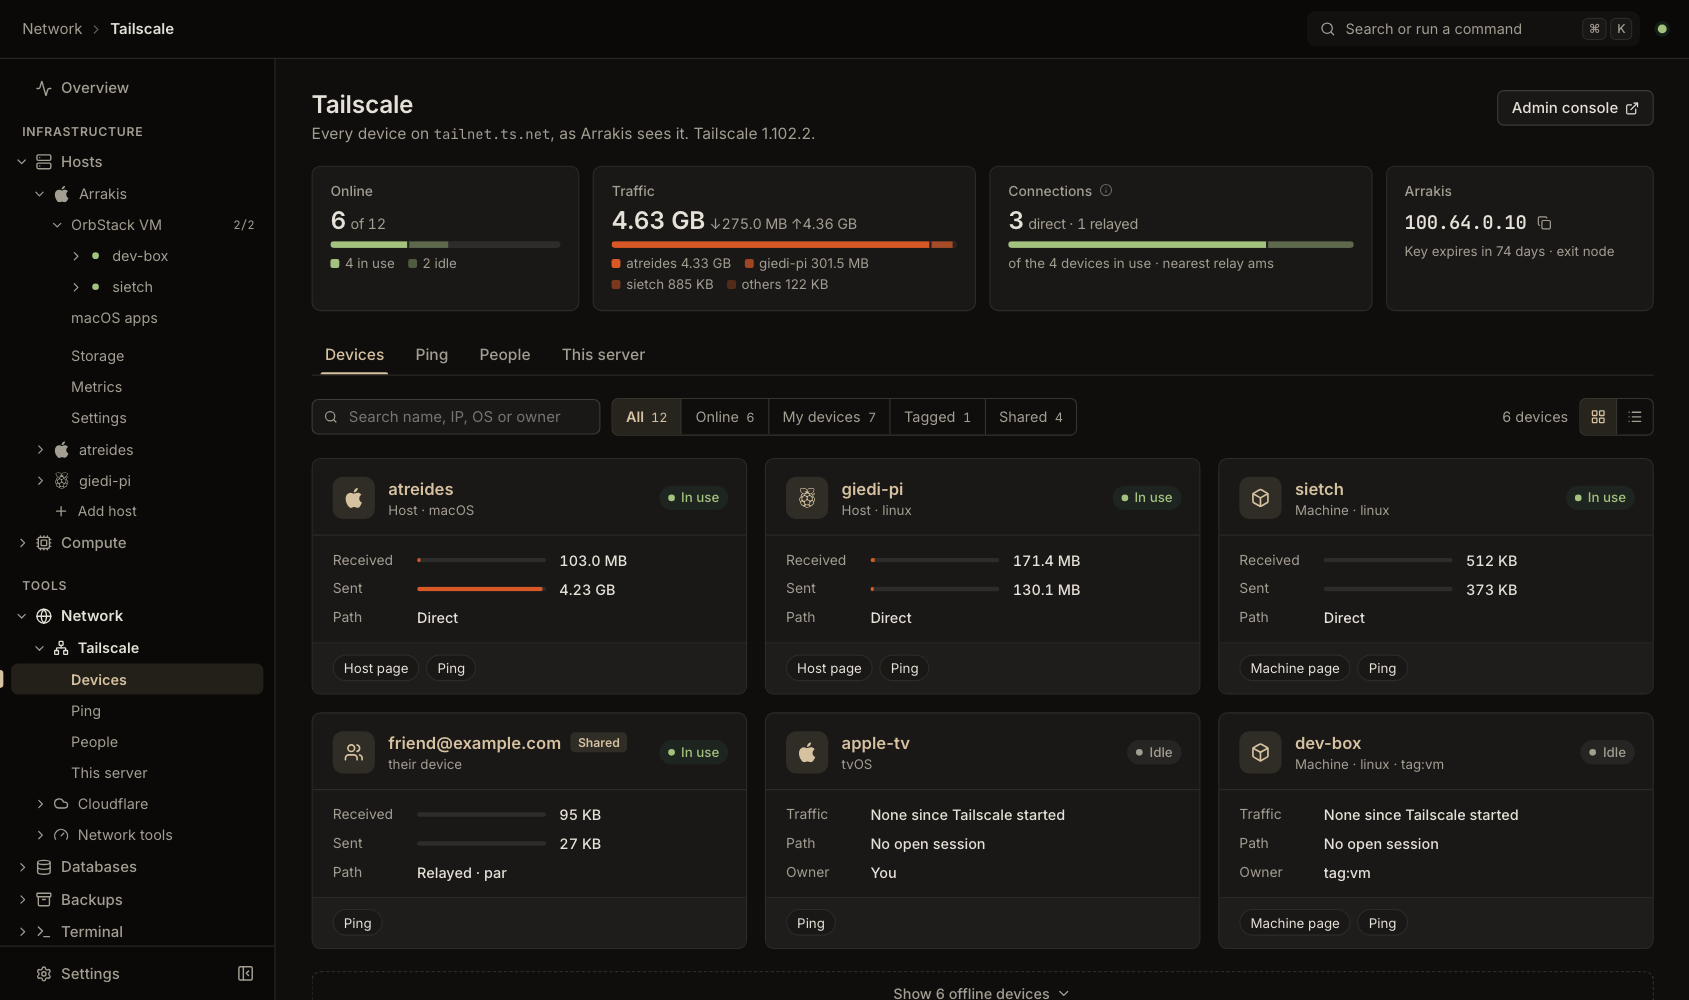 Network > Tailscale
Search or run a command ⌘ K
Overview
INFRASTRUCTURE
Hosts
Arrakis
OrbStack VM 2/2
dev-box
sietch
macOS apps
Storage
Metrics
Settings
atreides
giedi-pi
+ Add host
Compute
TOOLS
Network
Tailscale
Devices
Ping
People
This server
Cloudflare
Network tools
Databases
Backups
Terminal
Settings
Tailscale
Every device on tailnet.ts.net, as Arrakis sees it. Tailscale 1.102.2.
Admin console
Online
6 of 12
4 in use 2 idle
Traffic
4.63 GB ↓275.0 MB ↑4.36 GB
atreides 4.33 GB giedi-pi 301.5 MB
sietch 885 KB others 122 KB
Connections
3 direct · 1 relayed
of the 4 devices in use · nearest relay ams
Arrakis
100.64.0.10
Key expires in 74 days · exit node
Devices Ping People This server
Search name, IP, OS or owner
All 12 Online 6 My devices 7 Tagged 1 Shared 4
6 devices
atreides
Host · macOS
In use
Received 103.0 MB
Sent 4.23 GB
Path Direct
Host page Ping
giedi-pi
Host · linux
In use
Received 171.4 MB
Sent 130.1 MB
Path Direct
Host page Ping
sietch
Machine · linux
In use
Received 512 KB
Sent 373 KB
Path Direct
Machine page Ping
friend@example.com Shared
their device
In use
Received 95 KB
Sent 27 KB
Path Relayed · par
Ping
apple-tv
tvOS
Idle
Traffic None since Tailscale started
Path No open session
Owner You
Ping
dev-box
Machine · linux · tag:vm
Idle
Traffic None since Tailscale started
Path No open session
Owner tag:vm
Machine page Ping
Show 6 offline devices